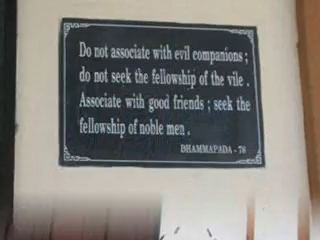 Do not associate with evil companions ;
do not seek the fellowship of the vile .
Associate with good friends ; seek the
fellowship of noble men .
DHAMMAPADA - 78